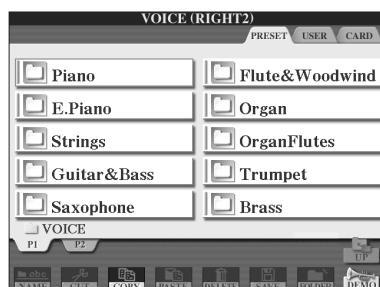 VOICE (RIGHT2)
PRESET USER CARD
Piano
Flute&Woodwind
E.Piano
Organ
Strings
OrganFlutes
Guitar&Bass
Trumpet
Saxophone
Brass
VOICE
P1 P2
UP
abc
NAME CUT COPY PASTE DELETE SAVE FOLDER DEMO